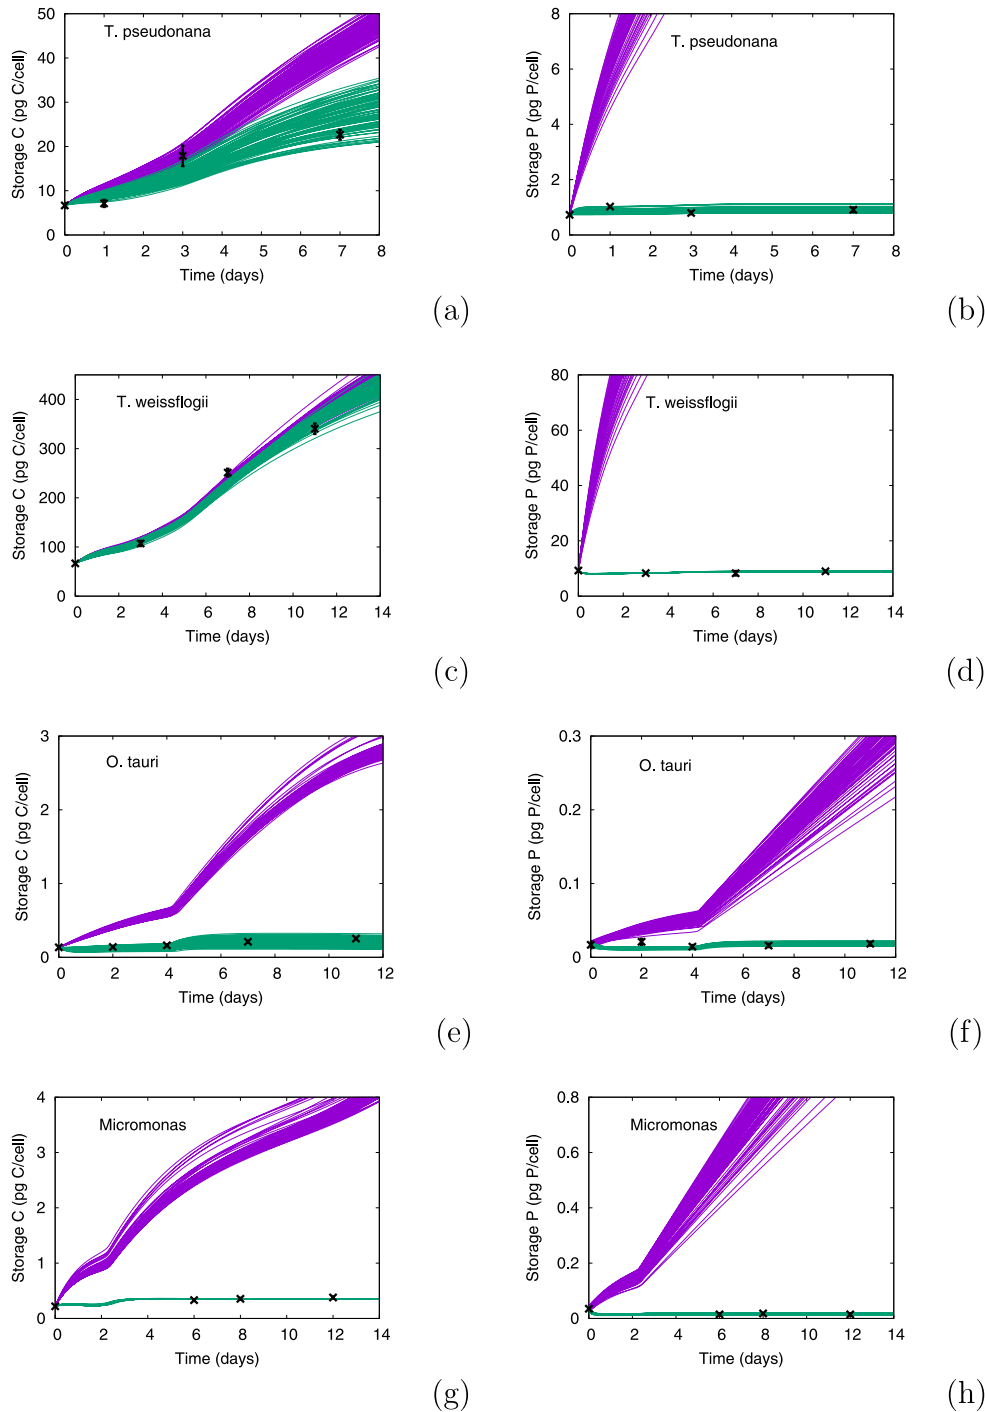 T. pseudonana
Storage C (pg C/cell)
50
40
30
20
10
0
0 1 2 3 4 5 6 7 8
Time (days)
(a)
T. pseudonana
Storage P (pg P/cell)
8
6
4
2
0
0 1 2 3 4 5 6 7 8
Time (days)
(b)
T. weissflogii
Storage C (pg C/cell)
400
300
200
100
0
0 2 4 6 8 10 12 14
Time (days)
(c)
T. weissflogii
Storage P (pg P/cell)
80
60
40
20
0
0 2 4 6 8 10 12 14
Time (days)
(d)
O. tauri
Storage C (pg C/cell)
3
2
1
0
0 2 4 6 8 10 12
Time (days)
(e)
O. tauri
Storage P (pg P/cell)
0.3
0.2
0.1
0
0 2 4 6 8 10 12
Time (days)
(f)
Micromonas
Storage C (pg C/cell)
4
3
2
1
0
0 2 4 6 8 10 12 14
Time (days)
(g)
Micromonas
Storage P (pg P/cell)
0.8
0.6
0.4
0.2
0
0 2 4 6 8 10 12 14
Time (days)
(h)